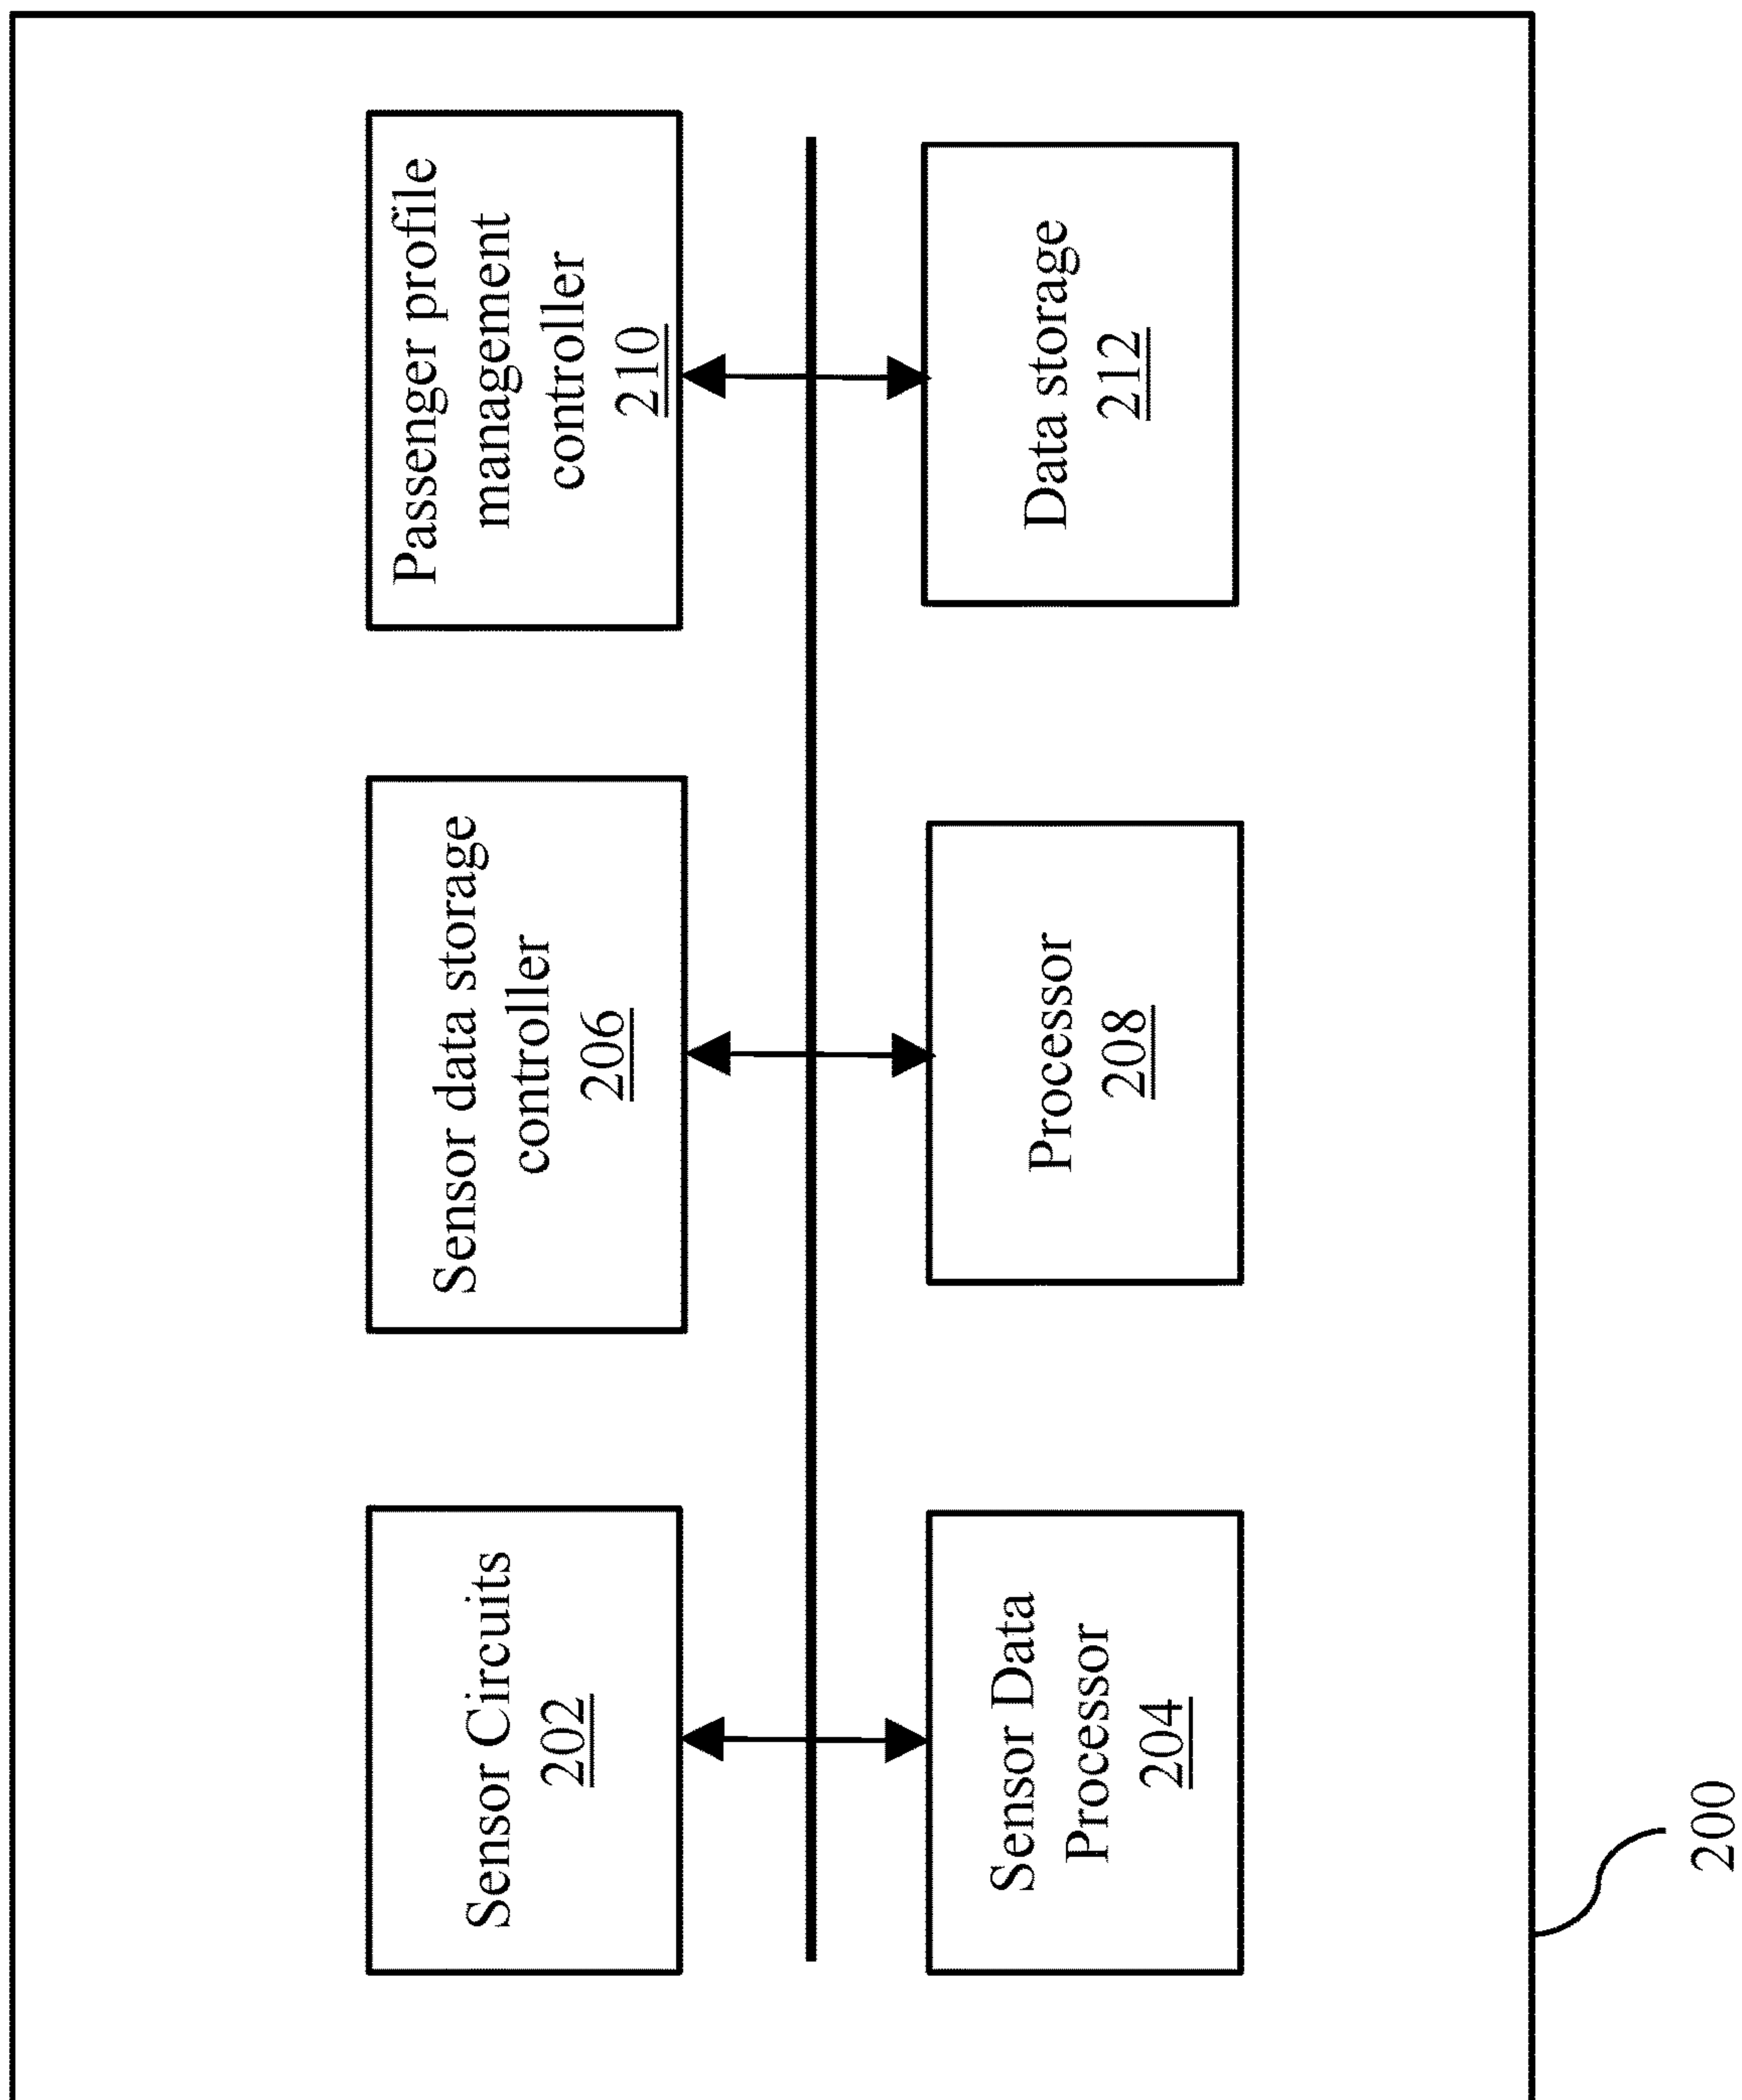 Sensor Circuits
202
Sensor data storage
controller
206
Passenger profile
management
controller
210
Sensor Data
Processor
204
Processor
208
Data storage
212
200